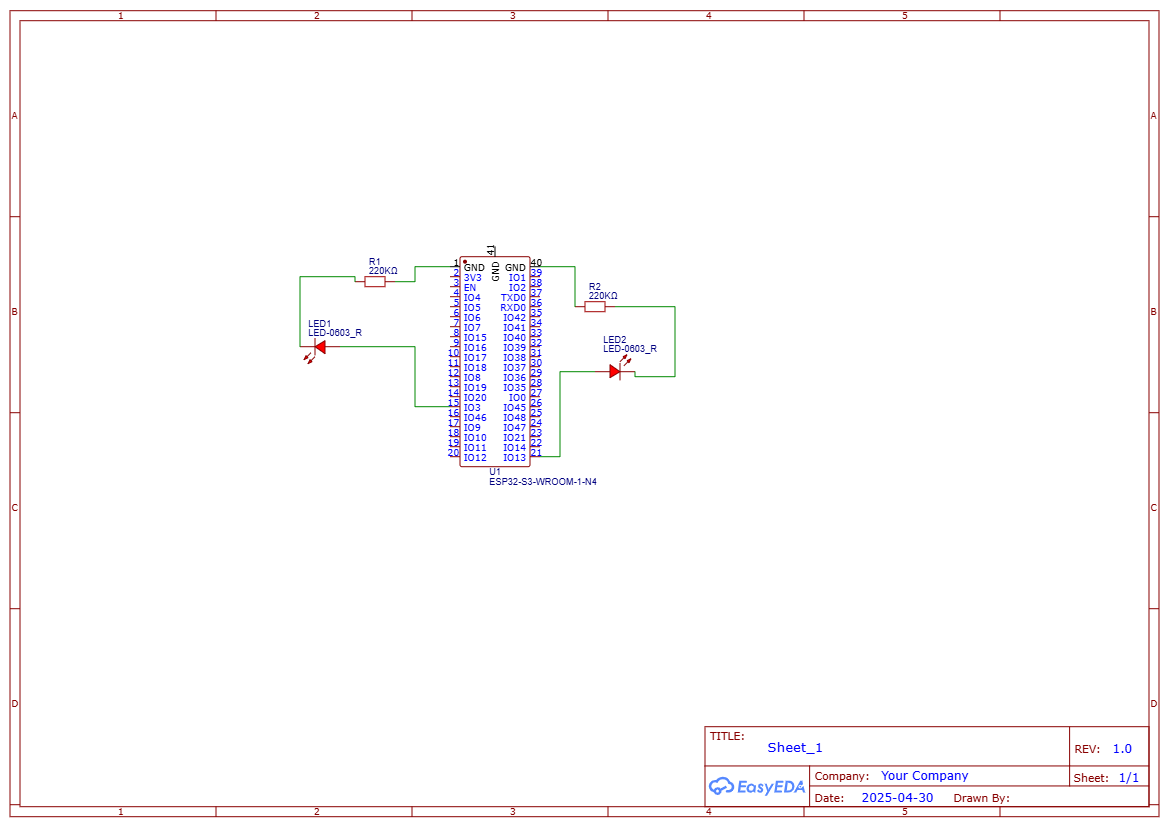 1 2 3 4 5
A A
41
R1
220KΩ
1 GND GND GND 40
2 3V3 IO1 39
3 EN IO2 38
4 IO4 TXD0 37
5 IO5 RXD0 36
6 IO6 IO42 35
7 IO7 IO41 34
8 IO15 IO40 33
9 IO16 IO39 32
10 IO17 IO38 31
11 IO18 IO37 30
12 IO8 IO36 29
13 IO19 IO35 28
14 IO20 IO0 27
15 IO3 IO45 26
16 IO46 IO48 25
17 IO9 IO47 24
18 IO10 IO21 23
19 IO11 IO14 22
20 IO12 IO13 21
R2
220KΩ
B B
LED1
LED-0603_R
LED2
LED-0603_R
U1
ESP32-S3-WROOM-1-N4
C C
D D
TITLE:
Sheet_1
REV: 1.0
EasyEDA
Company: Your Company
Sheet: 1/1
Date: 2025-04-30 Drawn By:
1 2 3 4 5